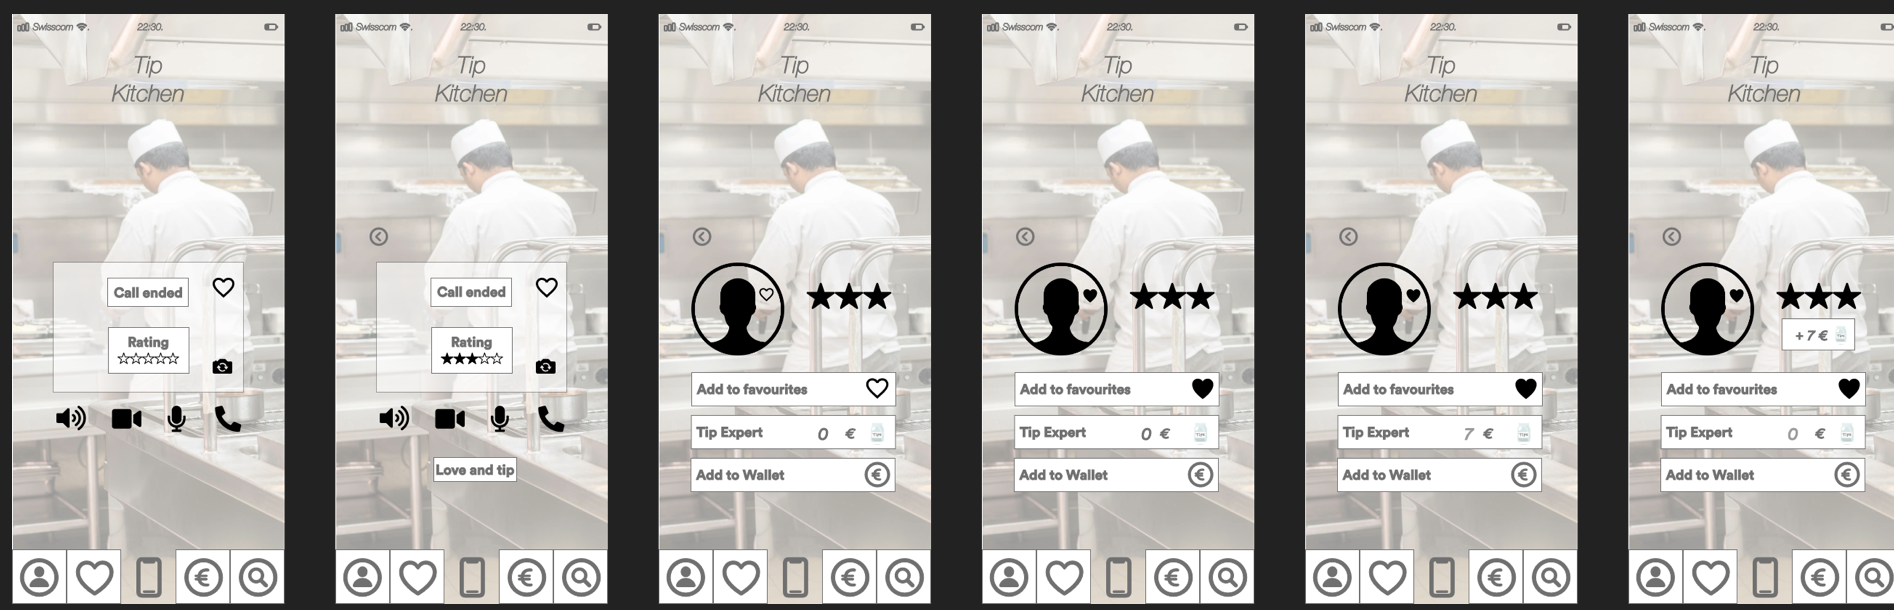 Swisscom 22:30.
Tip
Kitchen
Call ended
Rating
Swisscom 22:30.
Tip
Kitchen
Call ended
Rating
Love and tip
Swisscom 22:30.
Tip
Kitchen
Add to favourites
Tip Expert 0 €
Add to Wallet €
€
Swisscom 22:30.
Tip
Kitchen
Add to favourites
Tip Expert 0 €
Add to Wallet €
€
Swisscom 22:30.
Tip
Kitchen
Add to favourites
Tip Expert 7 €
Add to Wallet €
€
Swisscom 22:30.
Tip
Kitchen
+ 7 €
Add to favourites
Tip Expert 0 €
Add to Wallet €
€